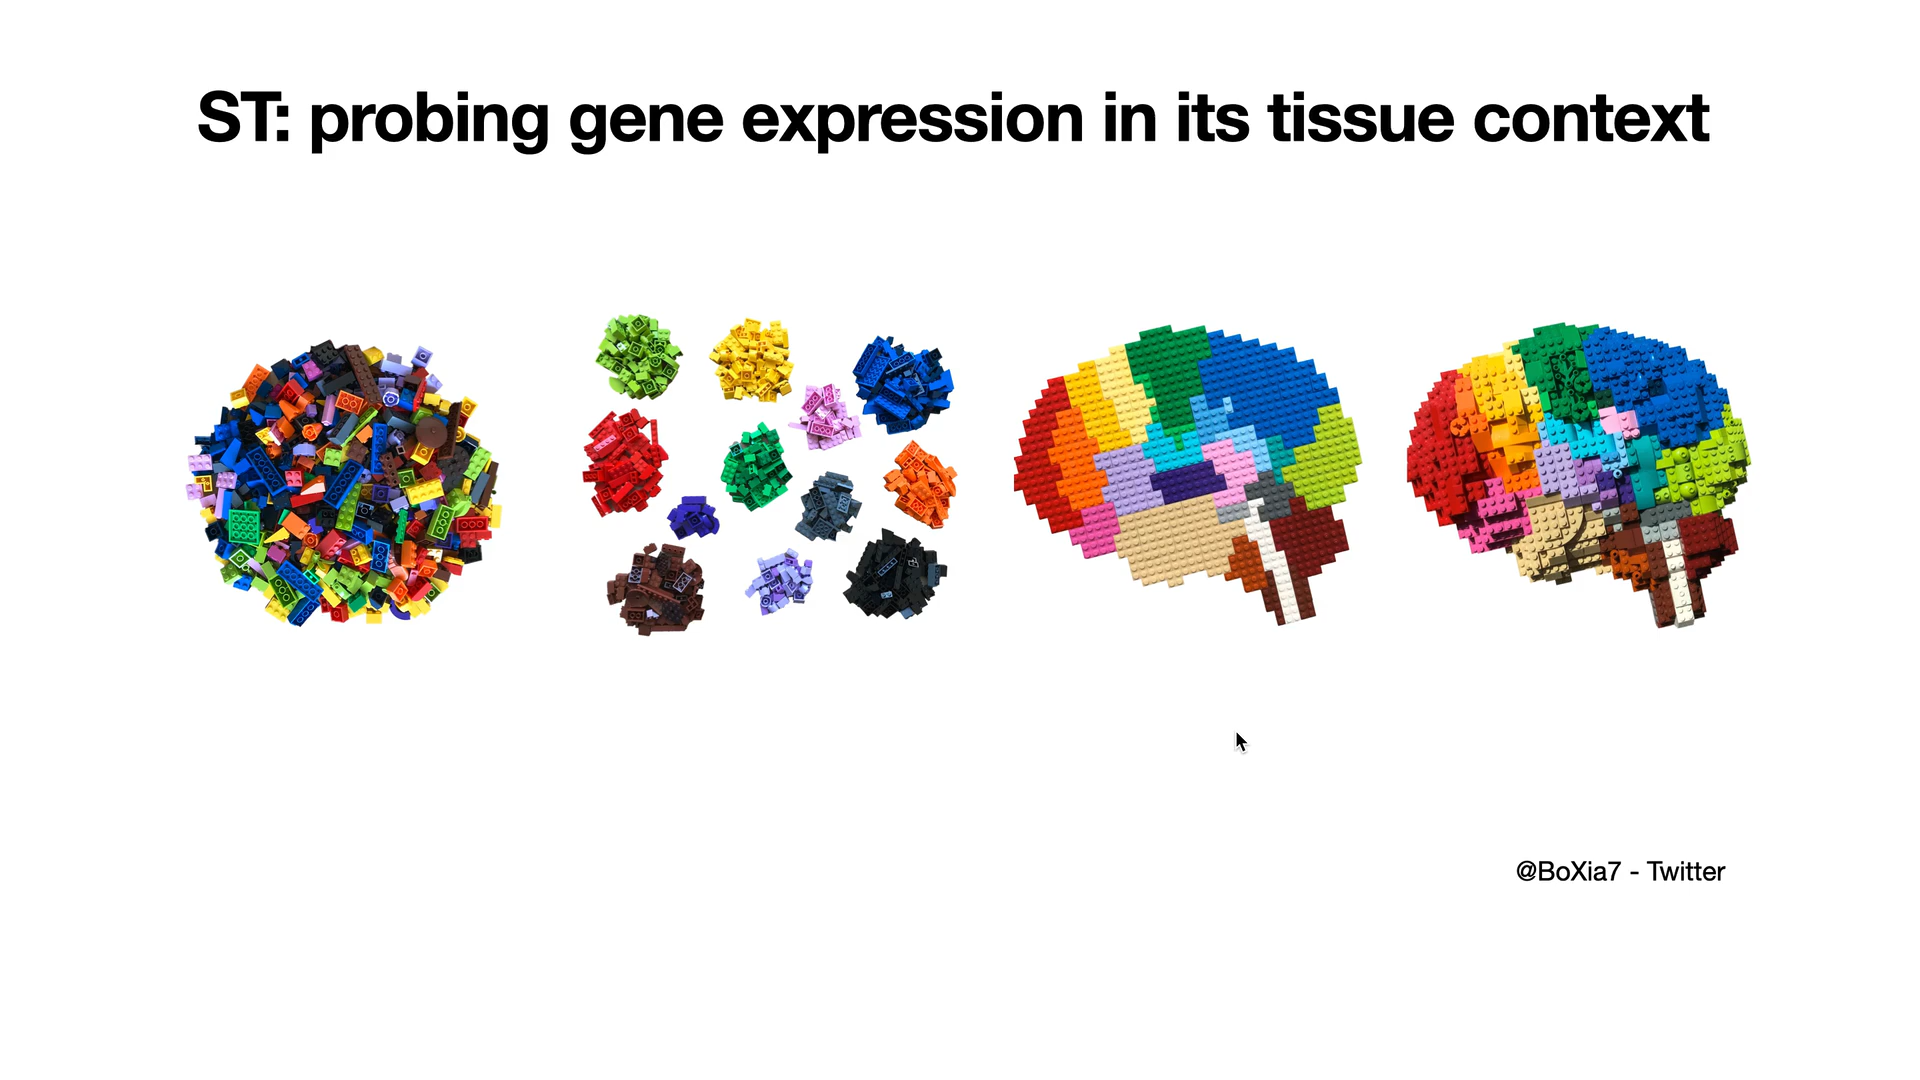 ST: probing gene expression in its tissue context
@BoXia7 - Twitter